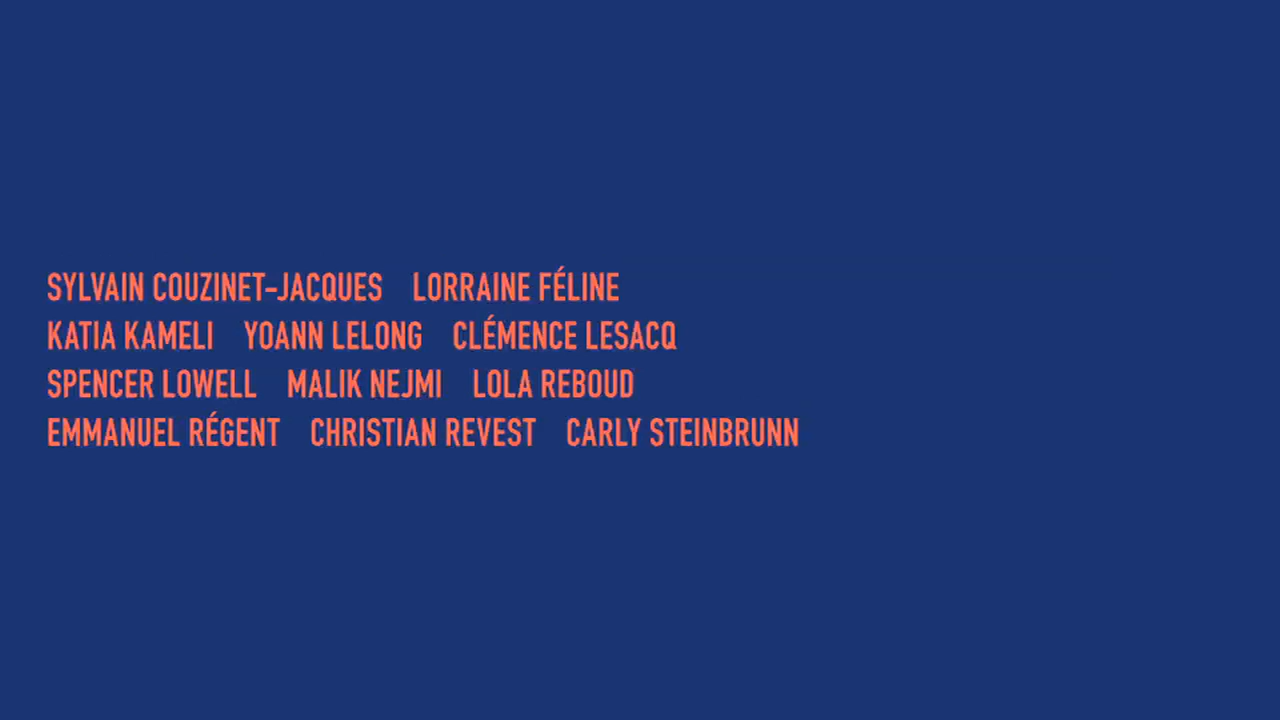 SYLVAIN COUZINET-JACQUES LORRAINE FÉLINE
KATIA KAMELI YOANN LELONG CLÉMENCE LESACQ
SPENCER LOWELL MALIK NEJMI LOLA REBOUD
EMMANUEL RÉGENT CHRISTIAN REVEST CARLY STEINBRUNN